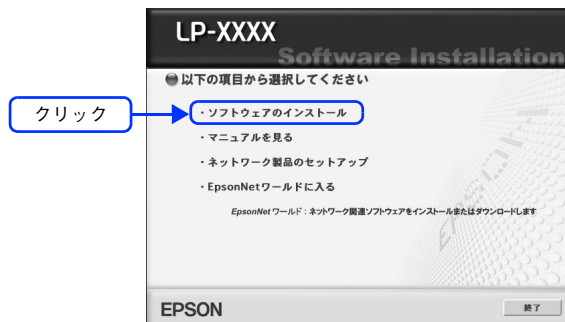 LP-XXXX
Software Installation
以下の項目から選択してください
クリック
・ソフトウェアのインストール
・マニュアルを見る
・ネットワーク製品のセットアップ
・EpsonNetワールドに入る
EpsonNet ワールド：ネットワーク関連ソフトウェアをインストールまたはダウンロードします
EPSON
EPSON
終了